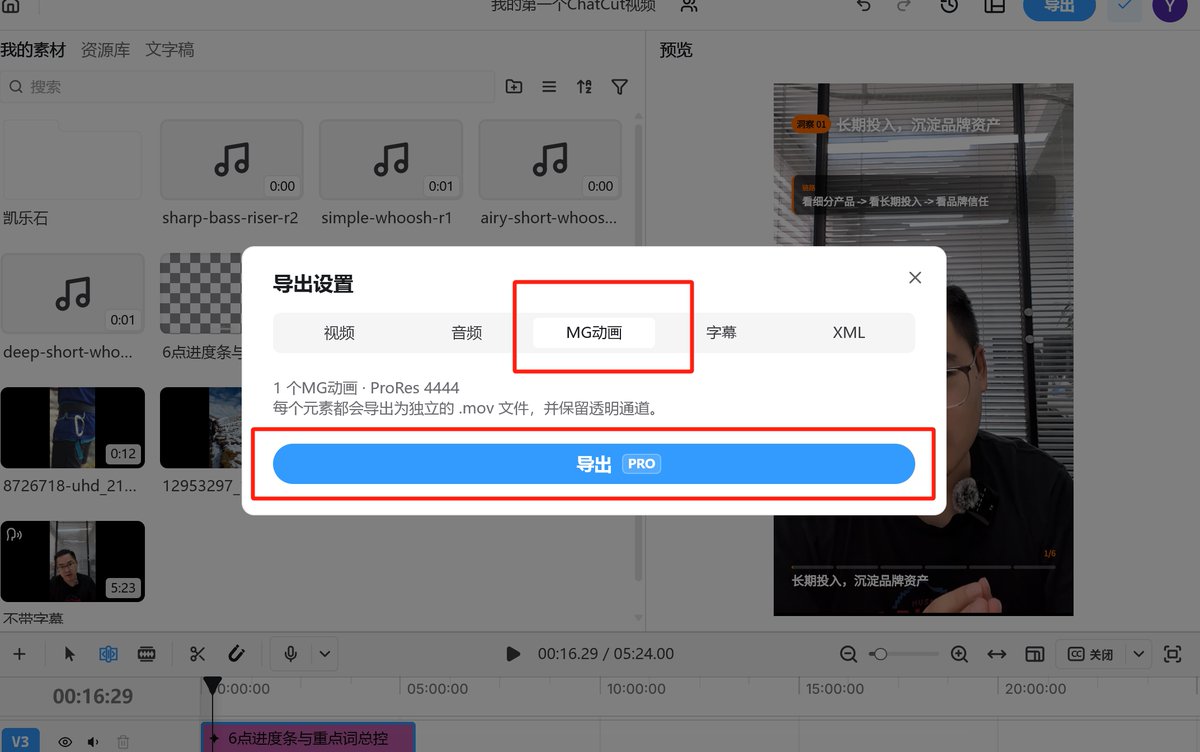 我的第一个ChatCut视频
导出
Y
我的素材 资源库 文字稿
搜索
预览
0:00
0:01
0:00
凯乐石
sharp-bass-riser-r2
simple-whoosh-r1
airy-short-whoos...
0:01
deep-short-who...
6点进度条与
0:12
8726718-uhd_21...
12953297_
5:23
不带字幕
洞察 01
长期投入，沉淀品牌资产
看细分产品 -> 看长期投入 -> 看品牌信任
1/6
长期投入，沉淀品牌资产
导出设置
视频 音频 MG动画 字幕 XML
1 个MG动画 · ProRes 4444
每个元素都会导出为独立的 .mov 文件，并保留透明通道。
导出 PRO
00:16.29 / 05:24.00
CC 关闭
00:16:29
0:00:00 05:00:00 10:00:00 15:00:00 20:00:00
V3
6点进度条与重点词总控